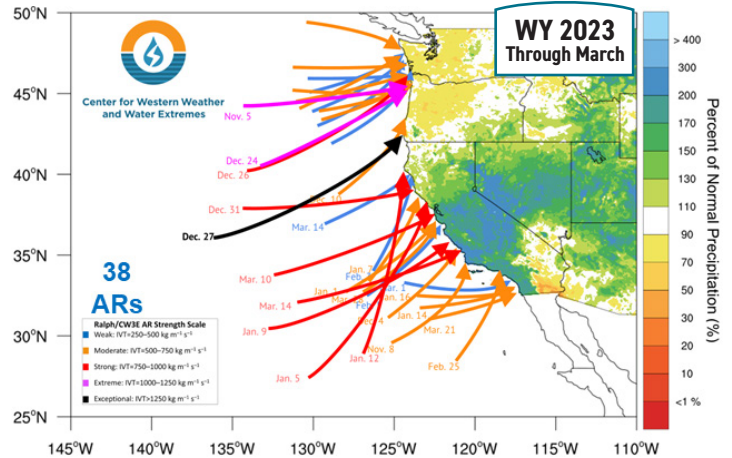 WY 2023
Through March
Center for Western Weather
and Water Extremes
Nov. 5
Dec. 24
Dec. 26
Dec. 10
Dec. 31
Mar. 14
Dec. 27
Mar. 10
Jan. 1
Mar. 14
Jan. 16
Jan. 9
Jan. 14
Mar. 21
Nov. 8
Jan. 12
Feb. 25
Jan. 5
38
ARs
Ralph/CW3E AR Strength Scale
Weak: IVT=250–500 kg m⁻¹ s⁻¹
Moderate: IVT=500–750 kg m⁻¹ s⁻¹
Strong: IVT=750–1000 kg m⁻¹ s⁻¹
Extreme: IVT=1000–1250 kg m⁻¹ s⁻¹
Exceptional: IVT>1250 kg m⁻¹ s⁻¹
50°N
45°N
40°N
35°N
30°N
25°N
145°W
140°W
135°W
130°W
125°W
120°W
115°W
110°W
> 400
300
200
170
150
130
110
90
70
50
30
20
10
<1 %
Percent of Normal Precipitation (%)